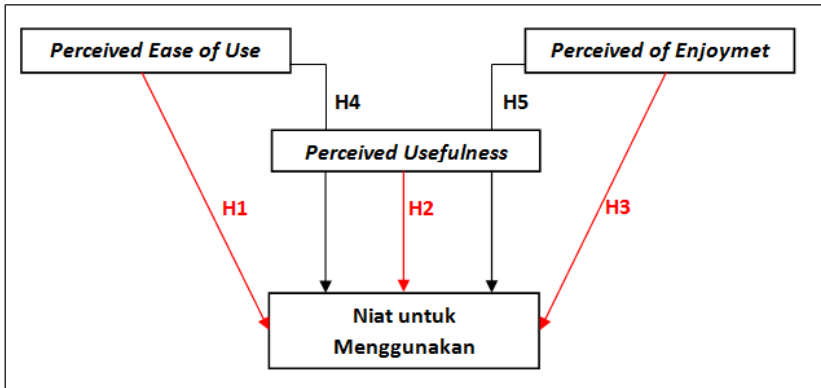 Perceived Ease of Use
Perceived of Enjoymet
H4
H5
Perceived Usefulness
H1
H2
H3
Niat untuk
Menggunakan